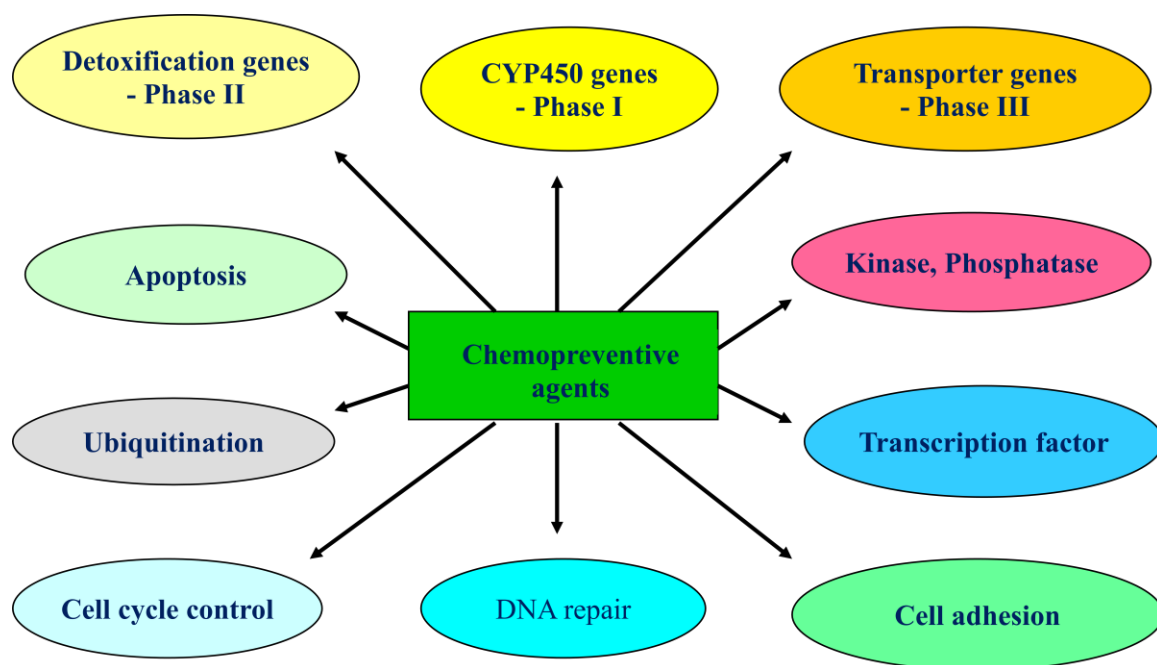 Detoxification genes
- Phase II
CYP450 genes
- Phase I
Transporter genes
- Phase III
Apoptosis
Kinase, Phosphatase
Chemopreventive
agents
Ubiquitination
Transcription factor
Cell cycle control
DNA repair
Cell adhesion